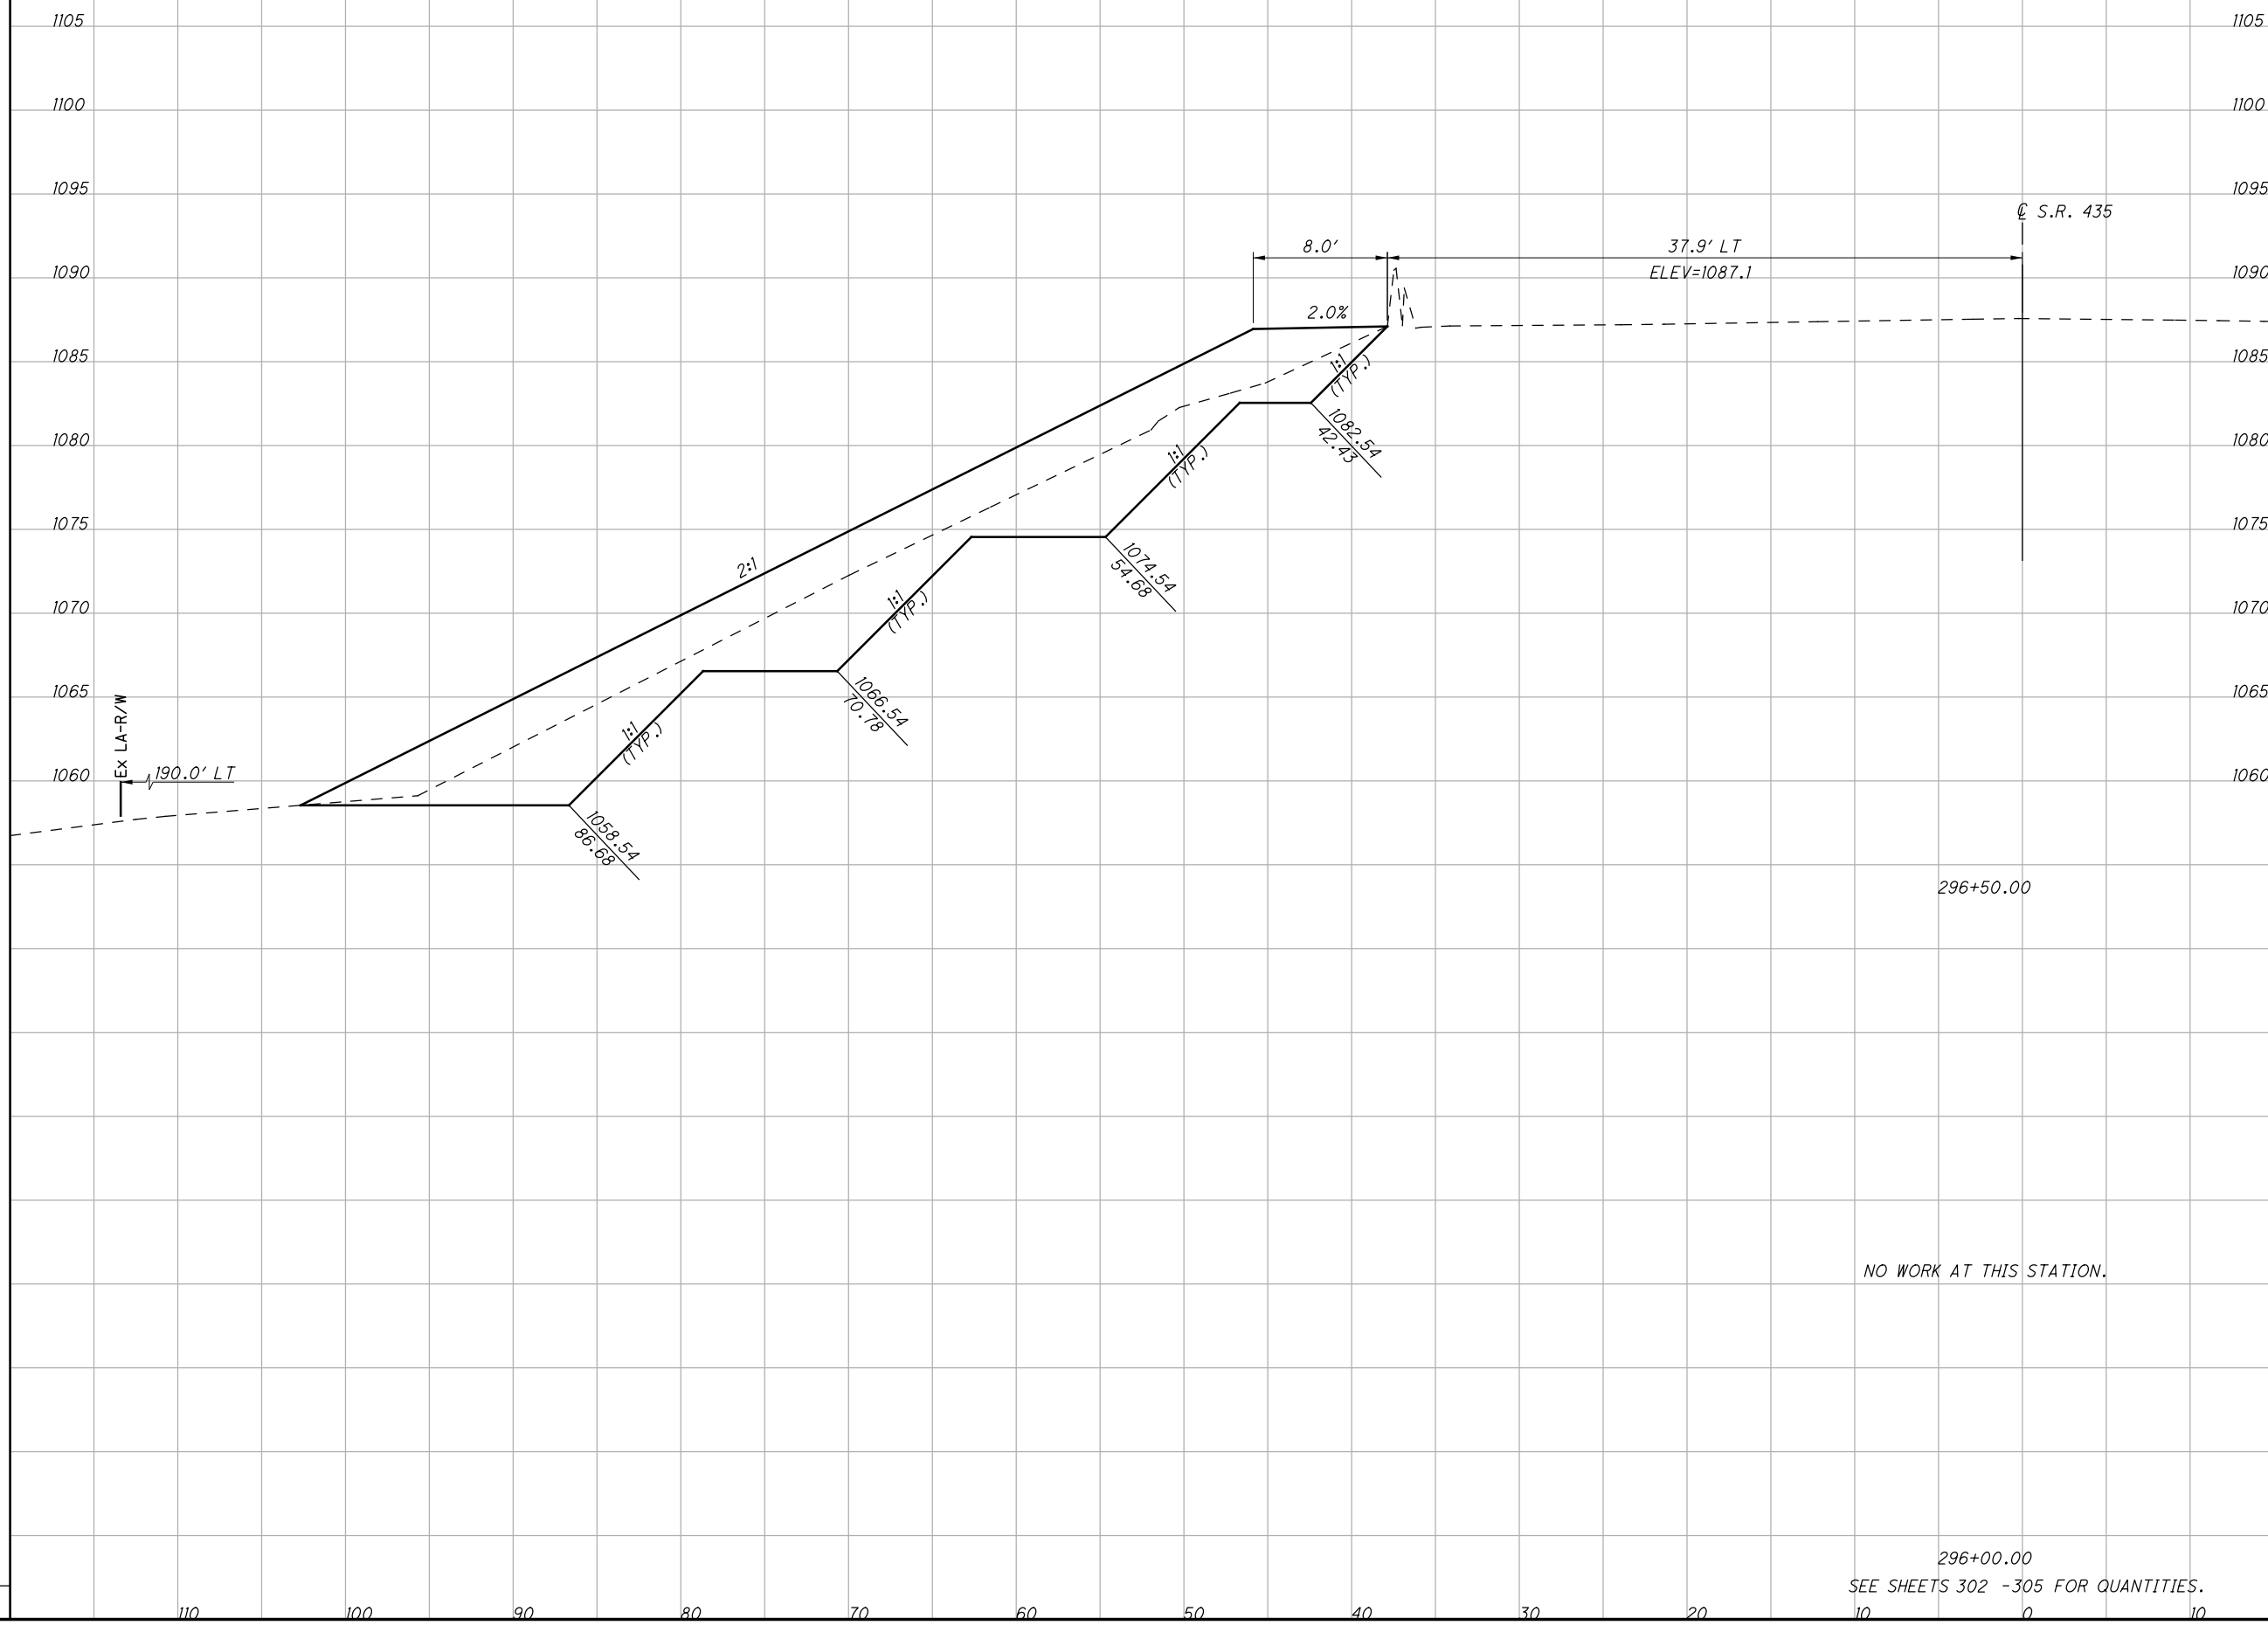 1105 1105
1100 1100
1095 1095
℄ S.R. 435
8.0' 37.9' LT
1090 ELEV=1087.1 1090
2.0%
1085 1085
1:1
(TYP.)
1082.54
42.43
1080 1080
1:1
(TYP.)
1075 1075
1074.54
54.68
2:1
1070 1070
1:1
(TYP.)
1066.54
70.78
1065 1065
1:1
(TYP.)
Ex LA-R/W
190.0' LT
1060 1060
1058.54
86.68
296+50.00
NO WORK AT THIS STATION.
296+00.00
SEE SHEETS 302 -305 FOR QUANTITIES.
110 100 90 80 70 60 50 40 30 20 10 0 10